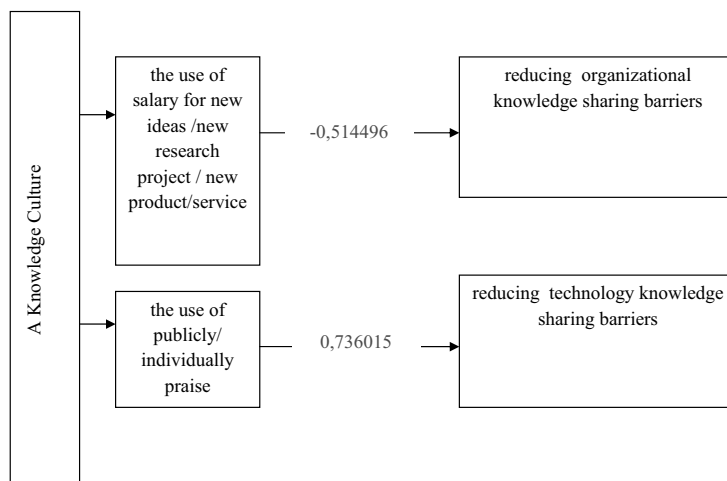 A Knowledge Culture
the use of
salary for new
ideas /new
research
project / new
product/service
-0,514496
reducing organizational
knowledge sharing barriers
the use of
publicly/
individually
praise
0,736015
reducing technology knowledge
sharing barriers